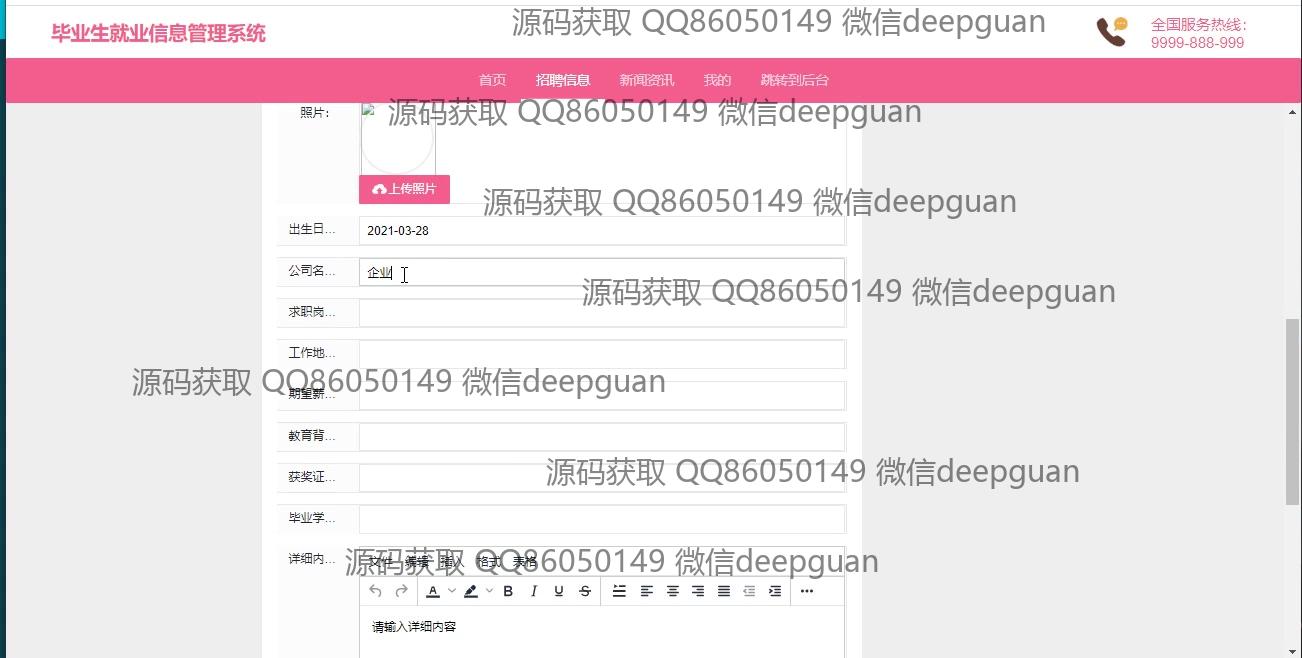 毕业生就业信息管理系统
源码获取 QQ86050149 微信deepguan
全国服务热线：
9999-888-999
首页 招聘信息 新闻资讯 我的 跳转到后台
照片：
源码获取 QQ86050149 微信deepguan
上传照片
源码获取 QQ86050149 微信deepguan
出生日... 2021-03-28
公司名... 企业
源码获取 QQ86050149 微信deepguan
求职岗...
工作地...
源码获取 QQ86050149 微信deepguan
期望薪...
教育背...
获奖证...
源码获取 QQ86050149 微信deepguan
毕业学...
详细内...
源码获取 QQ86050149 微信deepguan
文件 编辑 插入 格式 表格
A B I U S
请输入详细内容